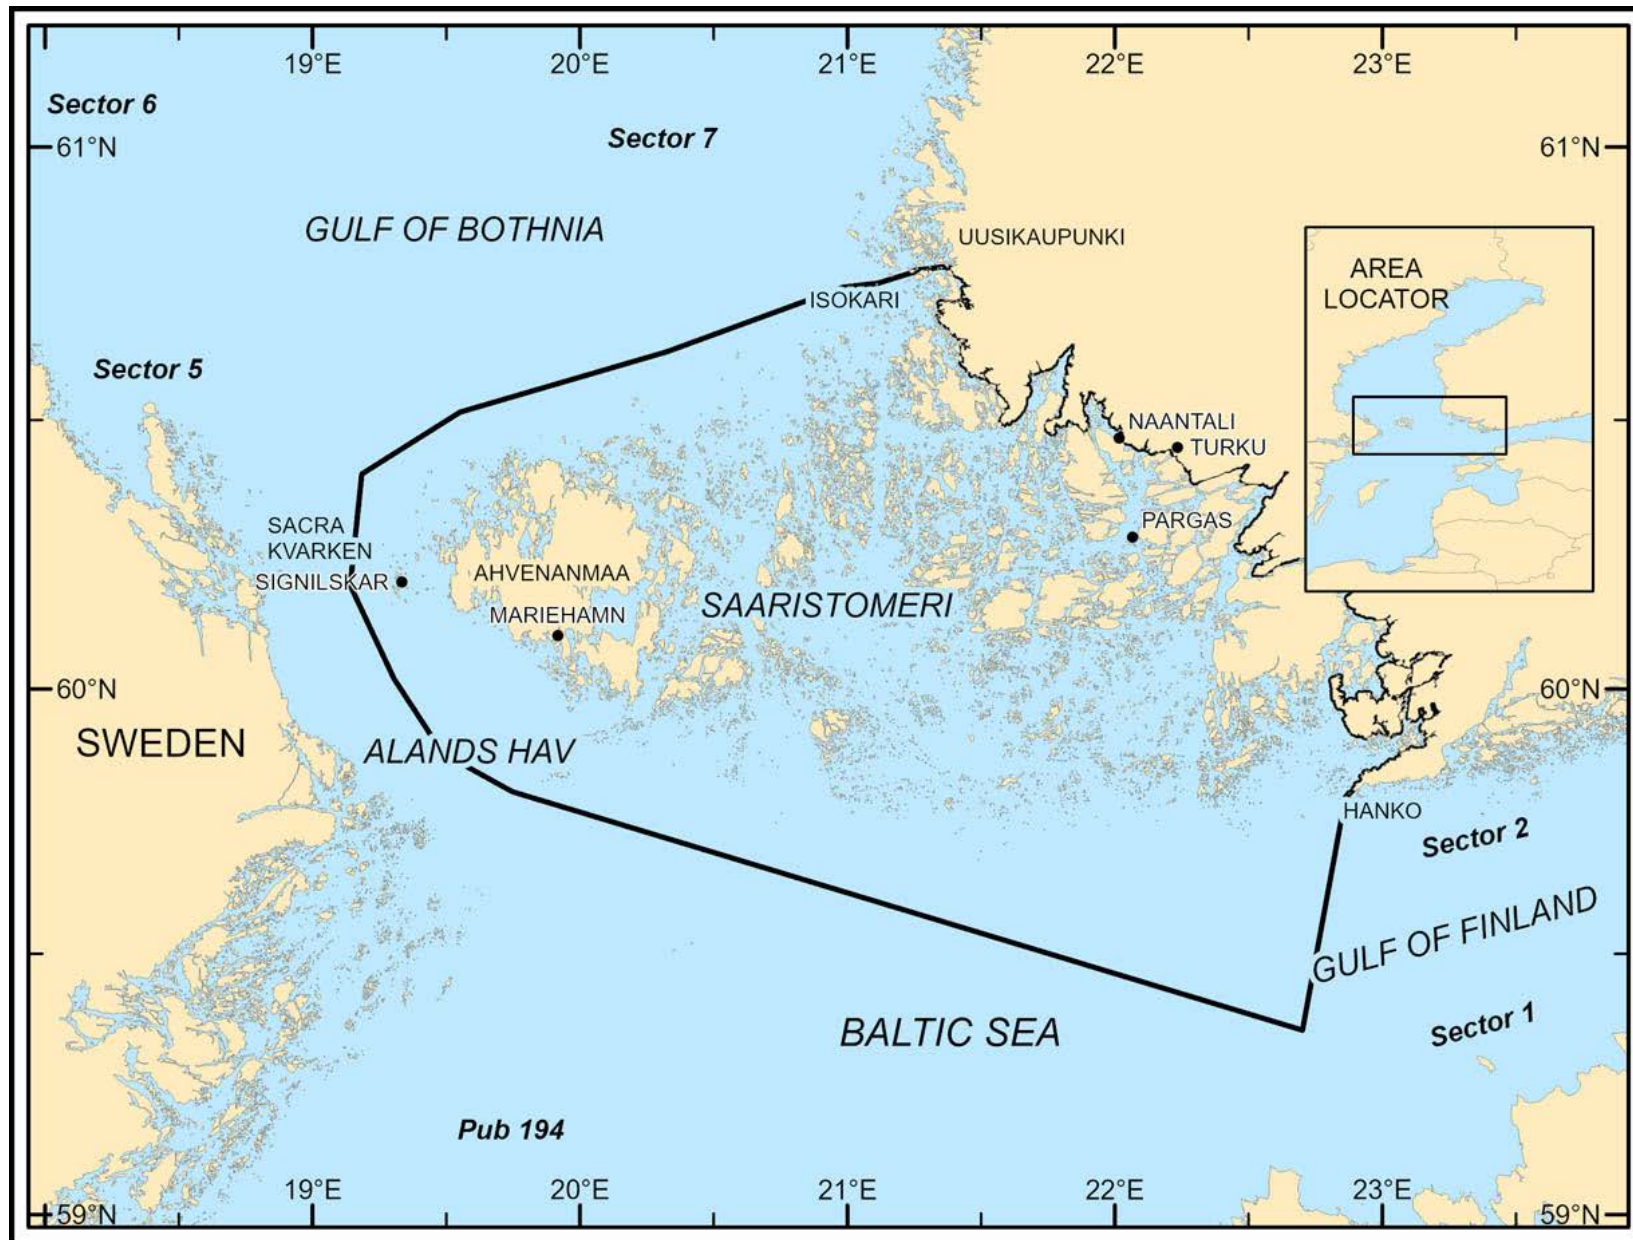 19°E
20°E
21°E
22°E
23°E
Sector 6
Sector 7
61°N
61°N
GULF OF BOTHNIA
UUSIKAUPUNKI
AREA
LOCATOR
ISOKARI
Sector 5
NAANTALI
TURKU
PARGAS
SACRA
KVARKEN
SIGNILSKAR
AHVENANMAA
SAARISTOMERI
MARIEHAMN
60°N
60°N
SWEDEN
ALANDS HAV
HANKO
Sector 2
GULF OF FINLAND
BALTIC SEA
Sector 1
Pub 194
19°E
20°E
21°E
22°E
23°E
59°N
59°N